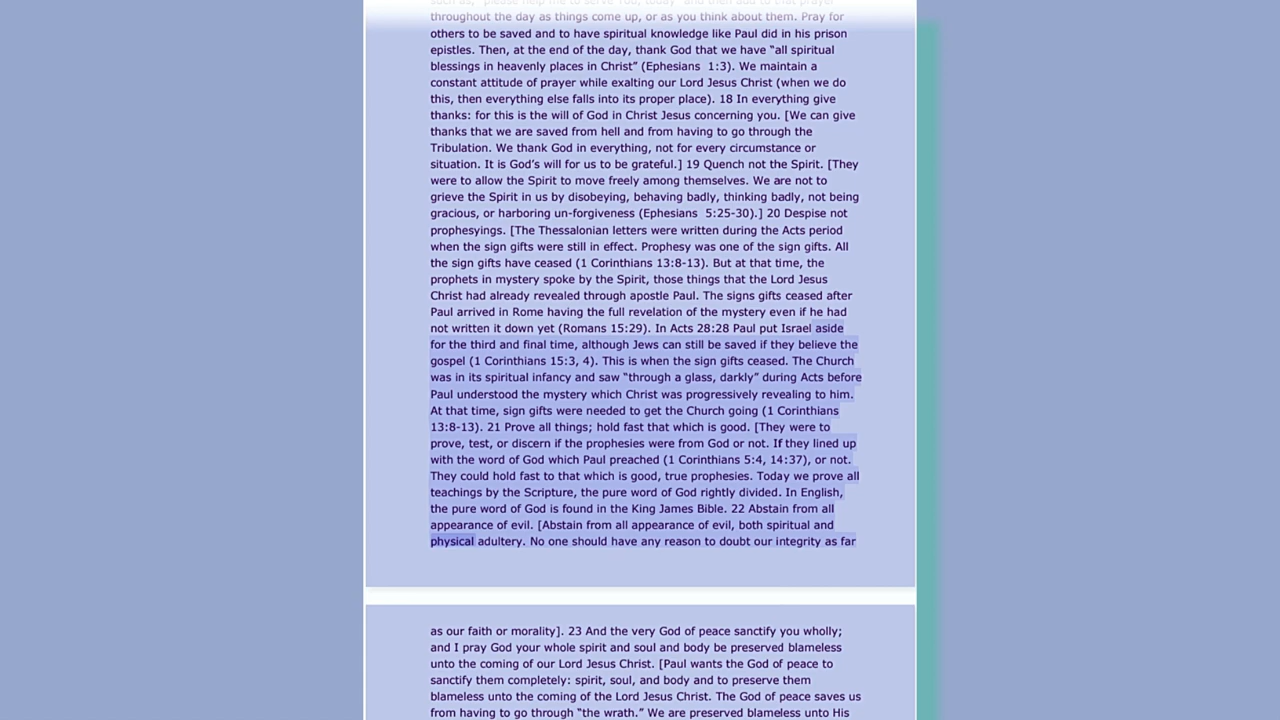 such as, "please help me to serve You, today" and then add to that prayer
throughout the day as things come up, or as you think about them. Pray for
others to be saved and to have spiritual knowledge like Paul did in his prison
epistles. Then, at the end of the day, thank God that we have “all spiritual
blessings in heavenly places in Christ” (Ephesians  1:3). We maintain a
constant attitude of prayer while exalting our Lord Jesus Christ (when we do
this, then everything else falls into its proper place). 18 In everything give
thanks: for this is the will of God in Christ Jesus concerning you. [We can give
thanks that we are saved from hell and from having to go through the
Tribulation. We thank God in everything, not for every circumstance or
situation. It is God’s will for us to be grateful.] 19 Quench not the Spirit. [They
were to allow the Spirit to move freely among themselves. We are not to
grieve the Spirit in us by disobeying, behaving badly, thinking badly, not being
gracious, or harboring un-forgiveness (Ephesians  5:25-30).] 20 Despise not
prophesyings. [The Thessalonian letters were written during the Acts period
when the sign gifts were still in effect. Prophesy was one of the sign gifts. All
the sign gifts have ceased (1 Corinthians 13:8-13). But at that time, the
prophets in mystery spoke by the Spirit, those things that the Lord Jesus
Christ had already revealed through apostle Paul. The signs gifts ceased after
Paul arrived in Rome having the full revelation of the mystery even if he had
not written it down yet (Romans 15:29). In Acts 28:28 Paul put Israel aside
for the third and final time, although Jews can still be saved if they believe the
gospel (1 Corinthians 15:3, 4). This is when the sign gifts ceased. The Church
was in its spiritual infancy and saw “through a glass, darkly” during Acts before
Paul understood the mystery which Christ was progressively revealing to him.
At that time, sign gifts were needed to get the Church going (1 Corinthians
13:8-13). 21 Prove all things; hold fast that which is good. [They were to
prove, test, or discern if the prophesies were from God or not. If they lined up
with the word of God which Paul preached (1 Corinthians 5:4, 14:37), or not.
They could hold fast to that which is good, true prophesies. Today we prove all
teachings by the Scripture, the pure word of God rightly divided. In English,
the pure word of God is found in the King James Bible. 22 Abstain from all
appearance of evil. [Abstain from all appearance of evil, both spiritual and
physical adultery. No one should have any reason to doubt our integrity as far
as our faith or morality]. 23 And the very God of peace sanctify you wholly;
and I pray God your whole spirit and soul and body be preserved blameless
unto the coming of our Lord Jesus Christ. [Paul wants the God of peace to
sanctify them completely: spirit, soul, and body and to preserve them
blameless unto the coming of the Lord Jesus Christ. The God of peace saves us
from having to go through “the wrath.” We are preserved blameless unto His